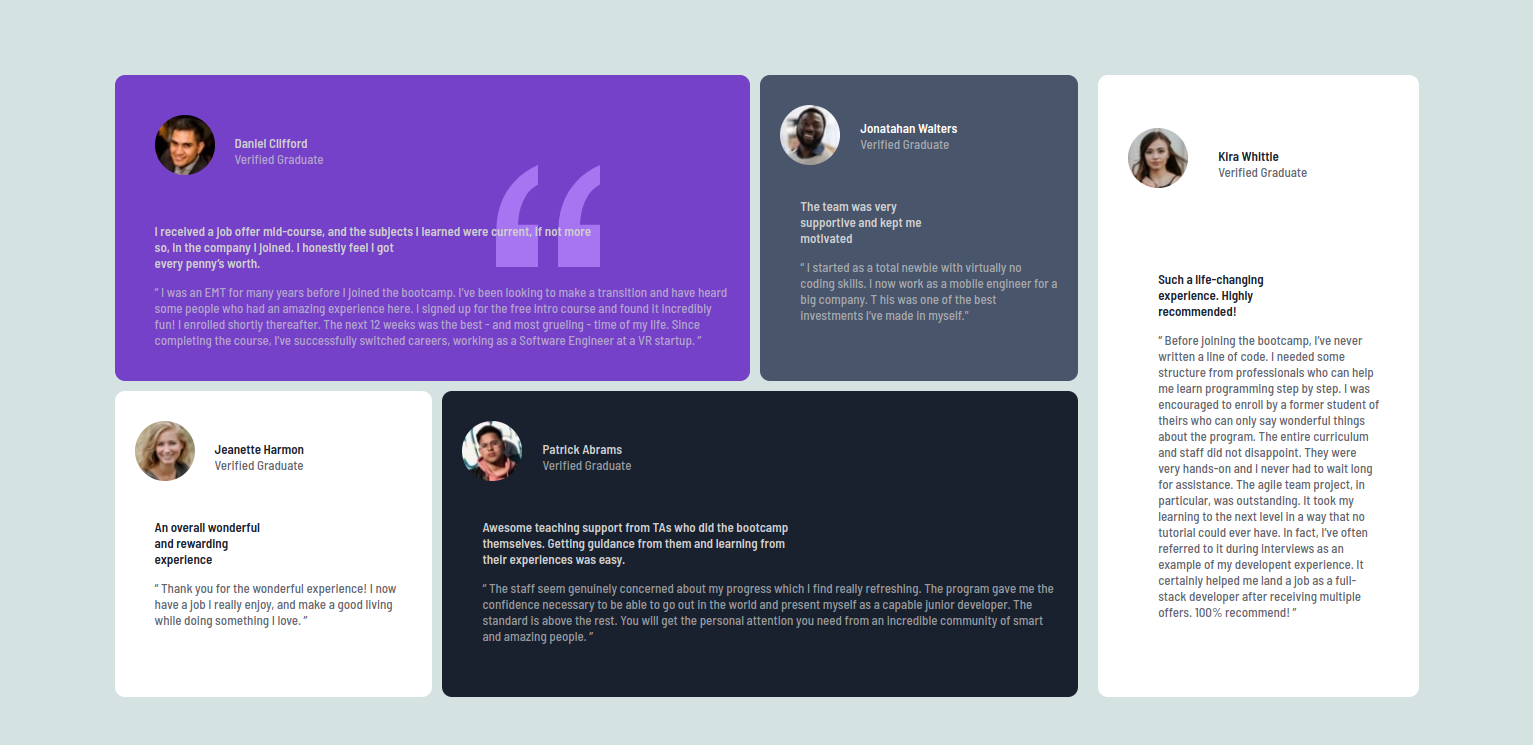 Daniel Clifford
Verified Graduate
I received a job offer mid-course, and the subjects I learned were current, if not more
so, in the company I joined. I honestly feel I got
every penny’s worth.
“ I was an EMT for many years before I joined the bootcamp. I’ve been looking to make a transition and have heard
some people who had an amazing experience here. I signed up for the free intro course and found it incredibly
fun! I enrolled shortly thereafter. The next 12 weeks was the best - and most grueling - time of my life. Since
completing the course, I’ve successfully switched careers, working as a Software Engineer at a VR startup. ”
Jonatahan Walters
Verified Graduate
The team was very
supportive and kept me
motivated
“ I started as a total newbie with virtually no
coding skills. I now work as a mobile engineer for a
big company. T his was one of the best
investments I’ve made in myself.”
Kira Whittle
Verified Graduate
Such a life-changing
experience. Highly
recommended!
“ Before joining the bootcamp, I’ve never
written a line of code. I needed some
structure from professionals who can help
me learn programming step by step. I was
encouraged to enroll by a former student of
theirs who can only say wonderful things
about the program. The entire curriculum
and staff did not disappoint. They were
very hands-on and I never had to wait long
for assistance. The agile team project, in
particular, was outstanding. It took my
learning to the next level in a way that no
tutorial could ever have. In fact, I’ve often
referred to it during interviews as an
example of my developent experience. It
certainly helped me land a job as a full-
stack developer after receiving multiple
offers. 100% recommend! ”
Jeanette Harmon
Verified Graduate
An overall wonderful
and rewarding
experience
“ Thank you for the wonderful experience! I now
have a job I really enjoy, and make a good living
while doing something I love. ”
Patrick Abrams
Verified Graduate
Awesome teaching support from TAs who did the bootcamp
themselves. Getting guidance from them and learning from
their experiences was easy.
“ The staff seem genuinely concerned about my progress which I find really refreshing. The program gave me the
confidence necessary to be able to go out in the world and present myself as a capable junior developer. The
standard is above the rest. You will get the personal attention you need from an incredible community of smart
and amazing people. ”